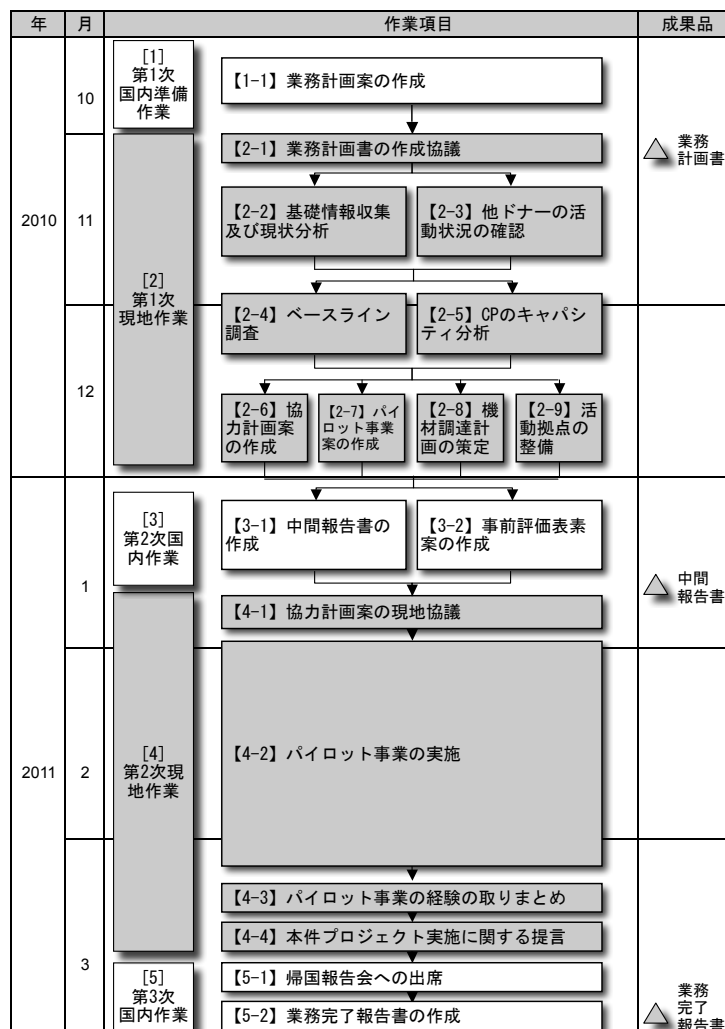 年
月
作業項目
成果品
2010
10
[1]
第1次
国内準備
作業
【1-1】業務計画案の作成
業務
計画書
11
[2]
第1次
現地作業
【2-1】業務計画書の作成協議
【2-2】基礎情報収集
及び現状分析
【2-3】他ドナーの活
動状況の確認
12
【2-4】ベースライン
調査
【2-5】CPのキャパシ
ティ分析
【2-6】協
力計画案
の作成
【2-7】パイ
ロット事業
案の作成
【2-8】機
材調達計
画の策定
【2-9】活
動拠点の
整備
2011
1
[3]
第2次国
内作業
【3-1】中間報告書の
作成
【3-2】事前評価表素
案の作成
中間
報告書
【4-1】協力計画案の現地協議
2
[4]
第2次現
地作業
【4-2】パイロット事業の実施
3
【4-3】パイロット事業の経験の取りまとめ
【4-4】本件プロジェクト実施に関する提言
[5]
第3次
国内作業
【5-1】帰国報告会への出席
【5-2】業務完了報告書の作成
業務
完了
報告書